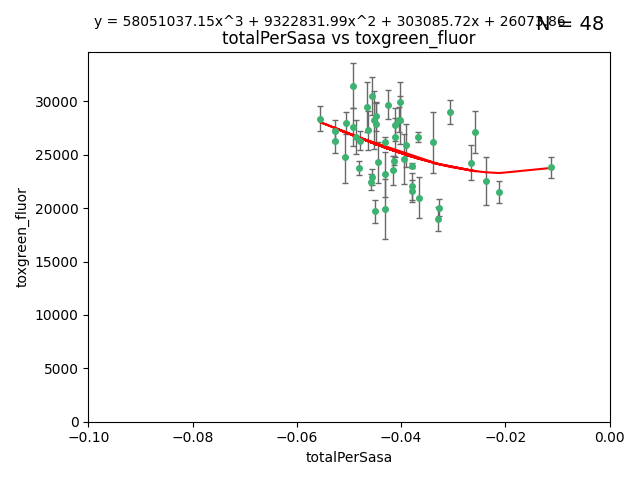 y = 58051037.15x^3 + 9322831.99x^2 + 303085.72x + 26073.86
N = 48
totalPerSasa vs toxgreen_fluor
30000
25000
20000
15000
10000
5000
0
toxgreen_fluor
−0.10
−0.08
−0.06
−0.04
−0.02
0.00
totalPerSasa